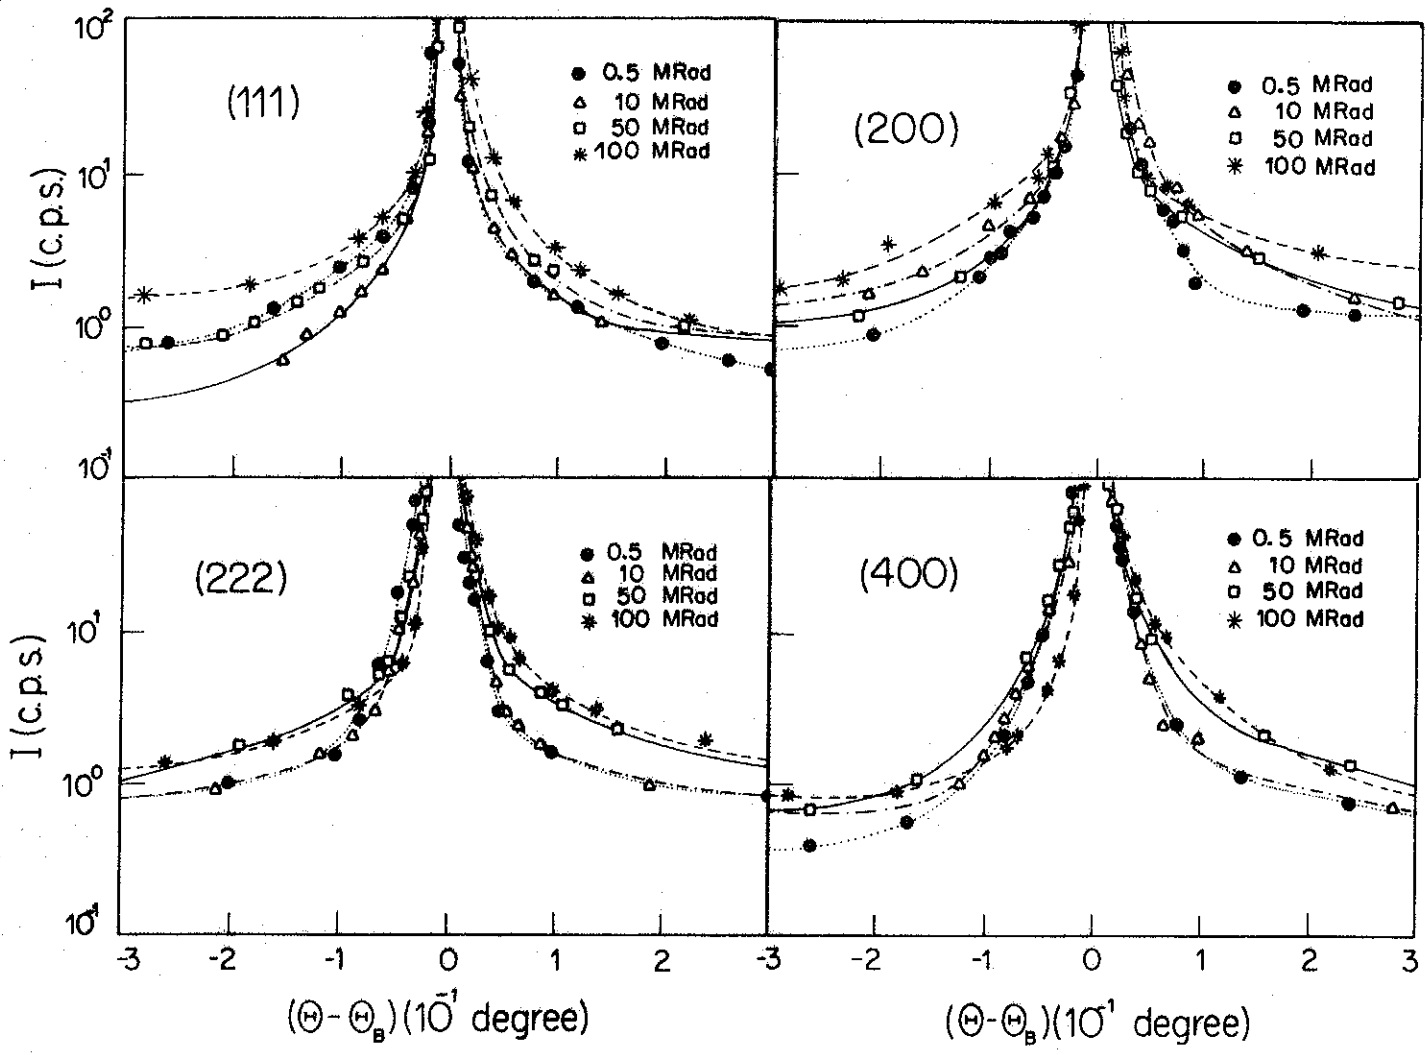 10²
10¹
10⁰
10⁻¹
I (c.p.s.)
(111)
0.5 MRad
10 MRad
50 MRad
100 MRad
(200)
0.5 MRad
10 MRad
50 MRad
100 MRad
10¹
10⁰
10⁻¹
I (c.p.s.)
(222)
0.5 MRad
10 MRad
50 MRad
100 MRad
(400)
0.5 MRad
10 MRad
50 MRad
100 MRad
-3 -2 -1 0 1 2 -3 -2 -1 0 1 2 3
(Θ-Θ_B)(10⁻¹ degree)
(Θ-Θ_B)(10⁻¹ degree)